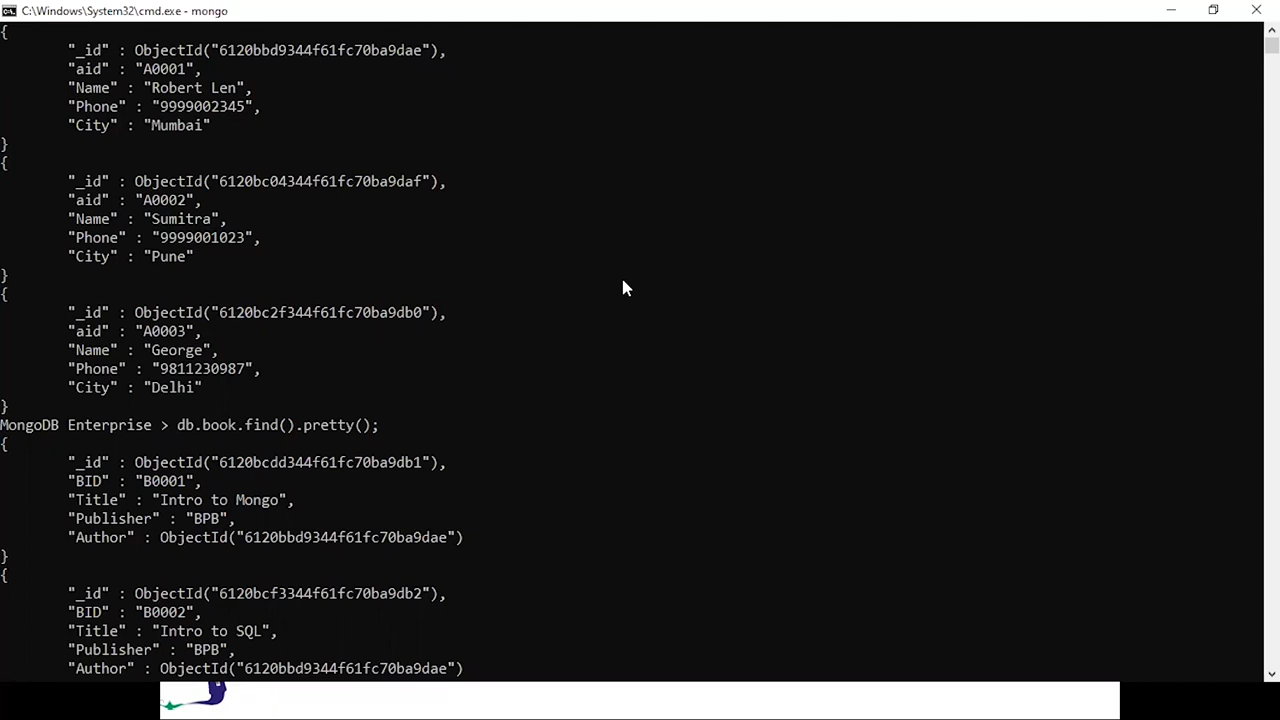 C:\Windows\System32\cmd.exe - mongo
{
"_id" : ObjectId("6120bbd9344f61fc70ba9dae"),
"aid" : "A0001",
"Name" : "Robert Len",
"Phone" : "9999002345",
"City" : "Mumbai"
}
{
"_id" : ObjectId("6120bc04344f61fc70ba9daf"),
"aid" : "A0002",
"Name" : "Sumitra",
"Phone" : "9999001023",
"City" : "Pune"
}
{
"_id" : ObjectId("6120bc2f344f61fc70ba9db0"),
"aid" : "A0003",
"Name" : "George",
"Phone" : "9811230987",
"City" : "Delhi"
}
MongoDB Enterprise > db.book.find().pretty();
{
"_id" : ObjectId("6120bcdd344f61fc70ba9db1"),
"BID" : "B0001",
"Title" : "Intro to Mongo",
"Publisher" : "BPB",
"Author" : ObjectId("6120bbd9344f61fc70ba9dae")
}
{
"_id" : ObjectId("6120bcf3344f61fc70ba9db2"),
"BID" : "B0002",
"Title" : "Intro to SQL",
"Publisher" : "BPB",
"Author" : ObjectId("6120bbd9344f61fc70ba9dae")